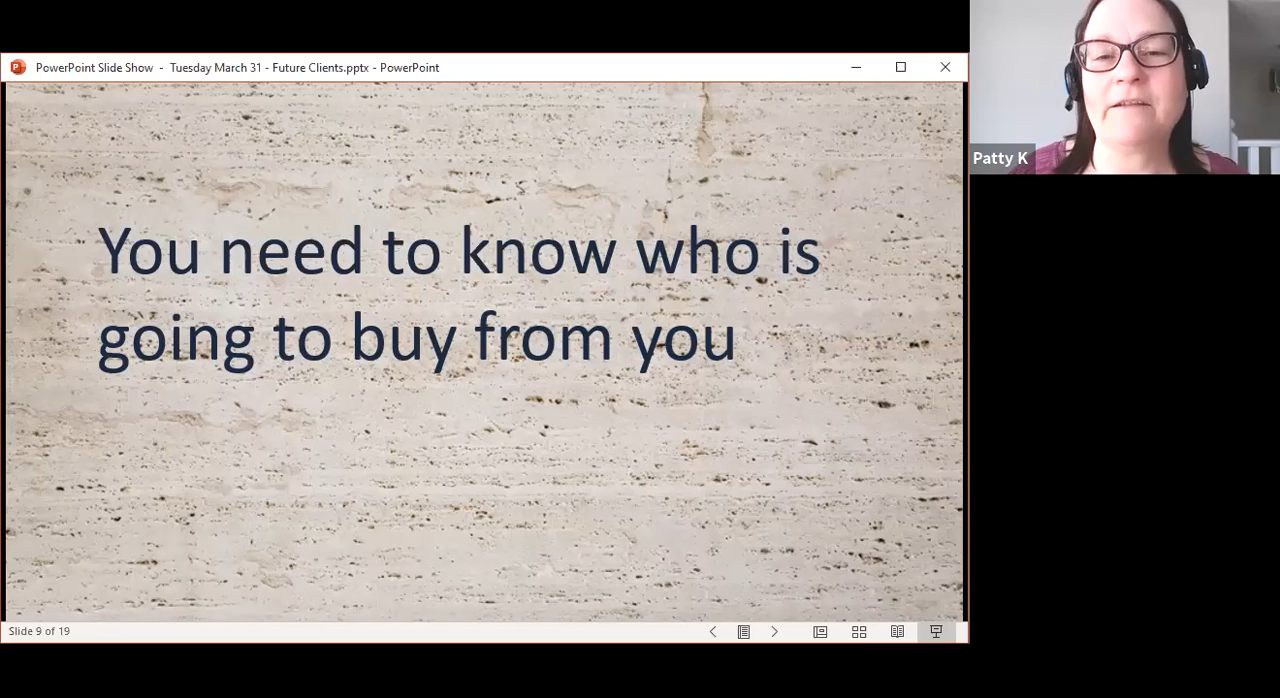 PowerPoint Slide Show - Tuesday March 31 - Future Clients.pptx - PowerPoint
Patty K
You need to know who is
going to buy from you
Slide 9 of 19